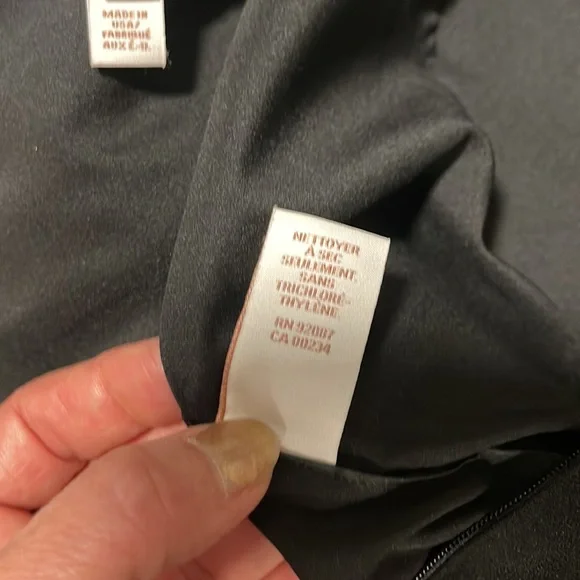 MADE IN
USA/
FABRIQUÉ
AUX É.-U.
NETTOYER
À SEC
SEULEMENT.
SANS
TRICHLORÉ-
THYLÈNE.
RN 92087
CA 00234